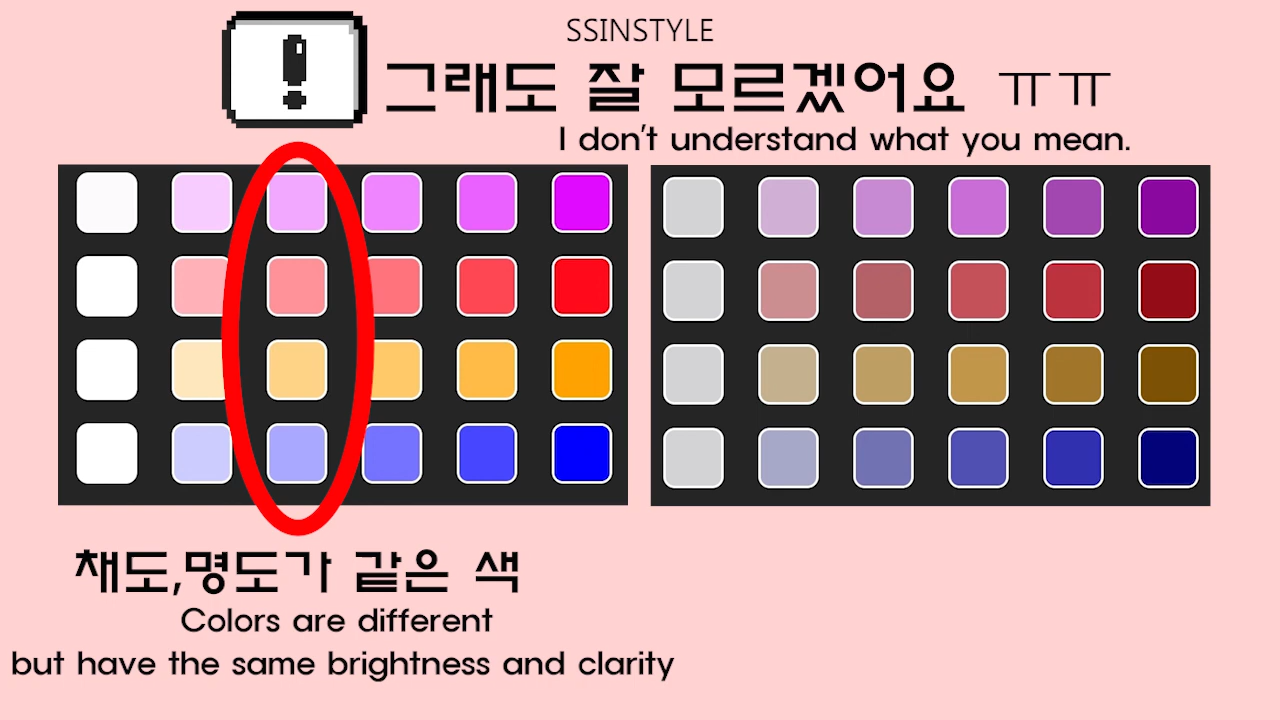 SSINSTYLE
그래도 잘 모르겠어요 ㅠㅠ
I don't understand what you mean.
채도,명도가 같은 색
Colors are different
but have the same brightness and clarity